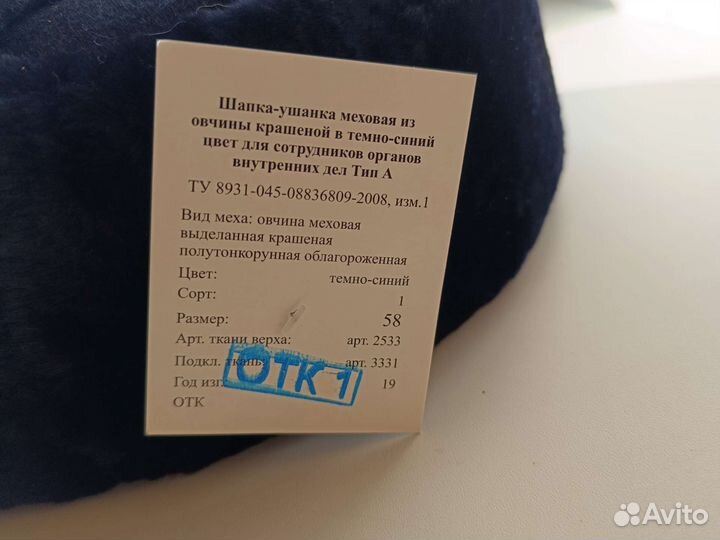 Шапка-ушанка меховая из
овчины крашеной в темно-синий
цвет для сотрудников органов
внутренних дел Тип А
ТУ 8931-045-08836809-2008, изм.1
Вид меха: овчина меховая
выделанная крашеная
полутонкорунная облагороженная
Цвет: темно-синий
Сорт: 1
Размер: 58
Арт. ткани верха: арт. 2533
Подкл. ткань: арт. 3331
Год изг. 19
ОТК
ОТК 1
Avito